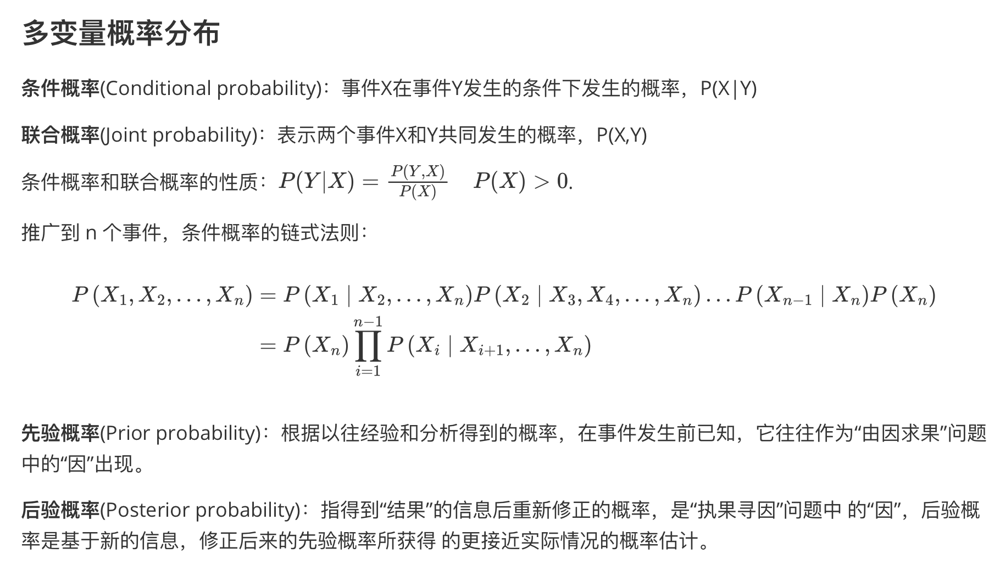 多变量概率分布
条件概率(Conditional probability)：事件X在事件Y发生的条件下发生的概率，P(X|Y)
联合概率(Joint probability)：表示两个事件X和Y共同发生的概率，P(X,Y)
条件概率和联合概率的性质：$P(Y|X) = \frac{P(Y,X)}{P(X)} \quad P(X) > 0$.
推广到 n 个事件，条件概率的链式法则：
$P(X_1, X_2, \ldots, X_n) = P(X_1 \mid X_2, \ldots, X_n) P(X_2 \mid X_3, X_4, \ldots, X_n) \ldots P(X_{n-1} \mid X_n) P(X_n)$
$= P(X_n) \prod_{i=1}^{n-1} P(X_i \mid X_{i+1}, \ldots, X_n)$
先验概率(Prior probability)：根据以往经验和分析得到的概率，在事件发生前已知，它往往作为“由因求果”问题
中的“因”出现。
后验概率(Posterior probability)：指得到“结果”的信息后重新修正的概率，是“执果寻因”问题中 的“因”，后验概
率是基于新的信息，修正后来的先验概率所获得 的更接近实际情况的概率估计。